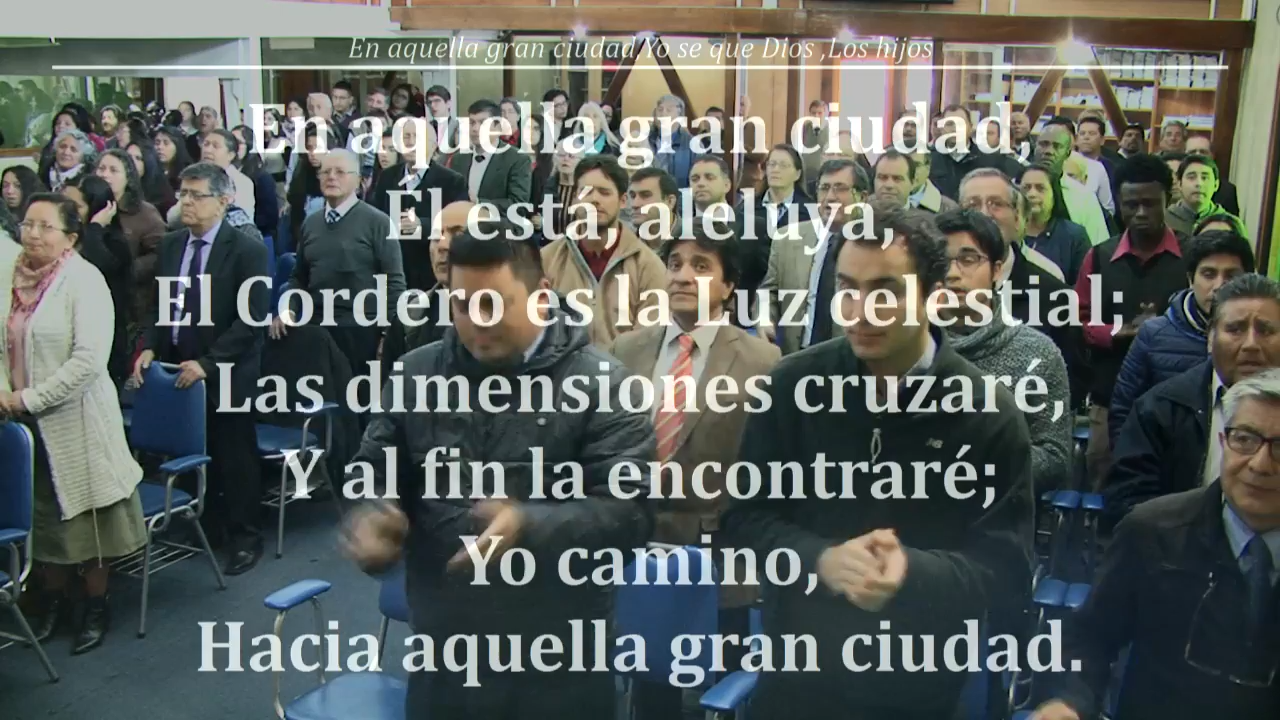 En aquella gran ciudad,Yo se que Dios ,Los hijos
En aquella gran ciudad,
Él está, aleluya,
El Cordero es la Luz celestial;
Las dimensiones cruzaré,
Y al fin la encontraré;
Yo camino,
Hacia aquella gran ciudad.